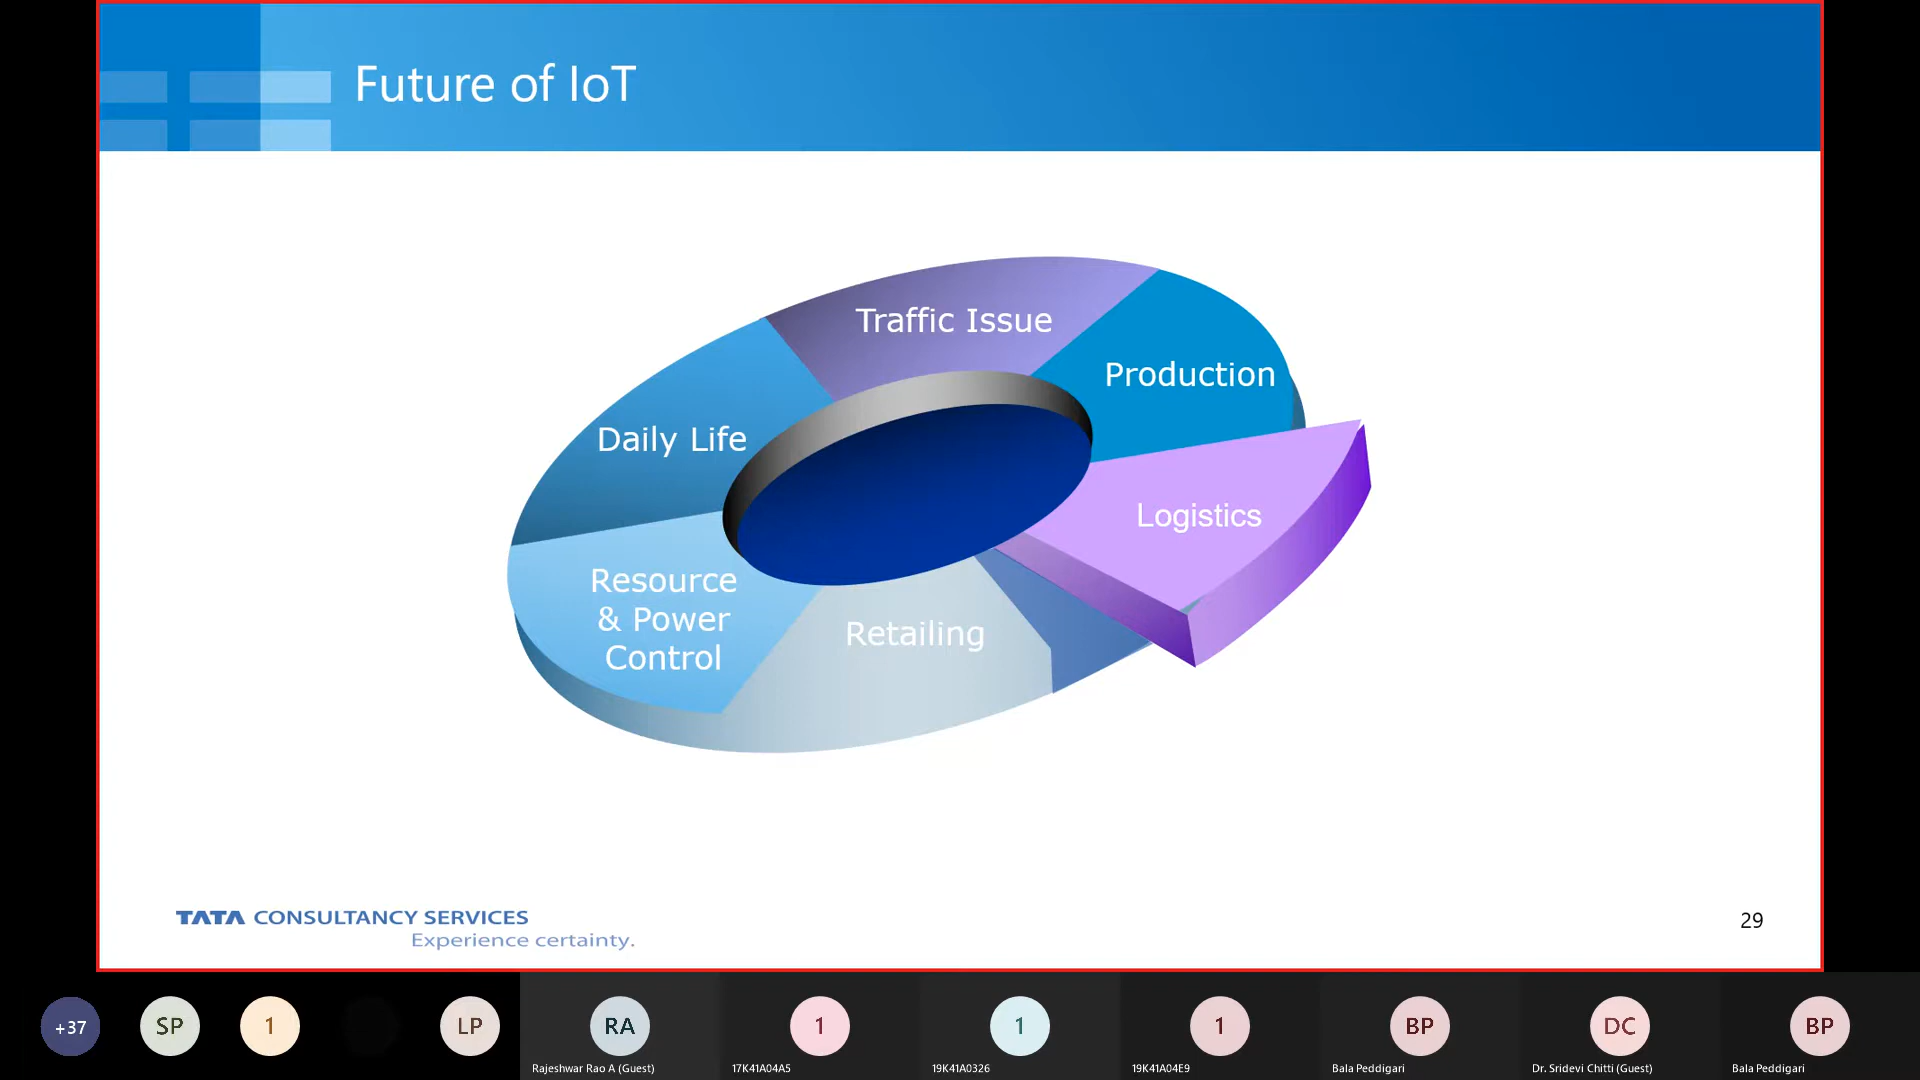 Future of IoT
Traffic Issue
Production
Daily Life
Logistics
Resource
& Power
Control
Retailing
TATA CONSULTANCY SERVICES
Experience certainty.
29
+37
SP
1
LP
RA
1
1
1
BP
DC
BP
Rajeshwar Rao A (Guest)
17K41A04A5
19K41A0326
19K41A04E9
Bala Peddigari
Dr. Sridevi Chitti (Guest)
Bala Peddigari